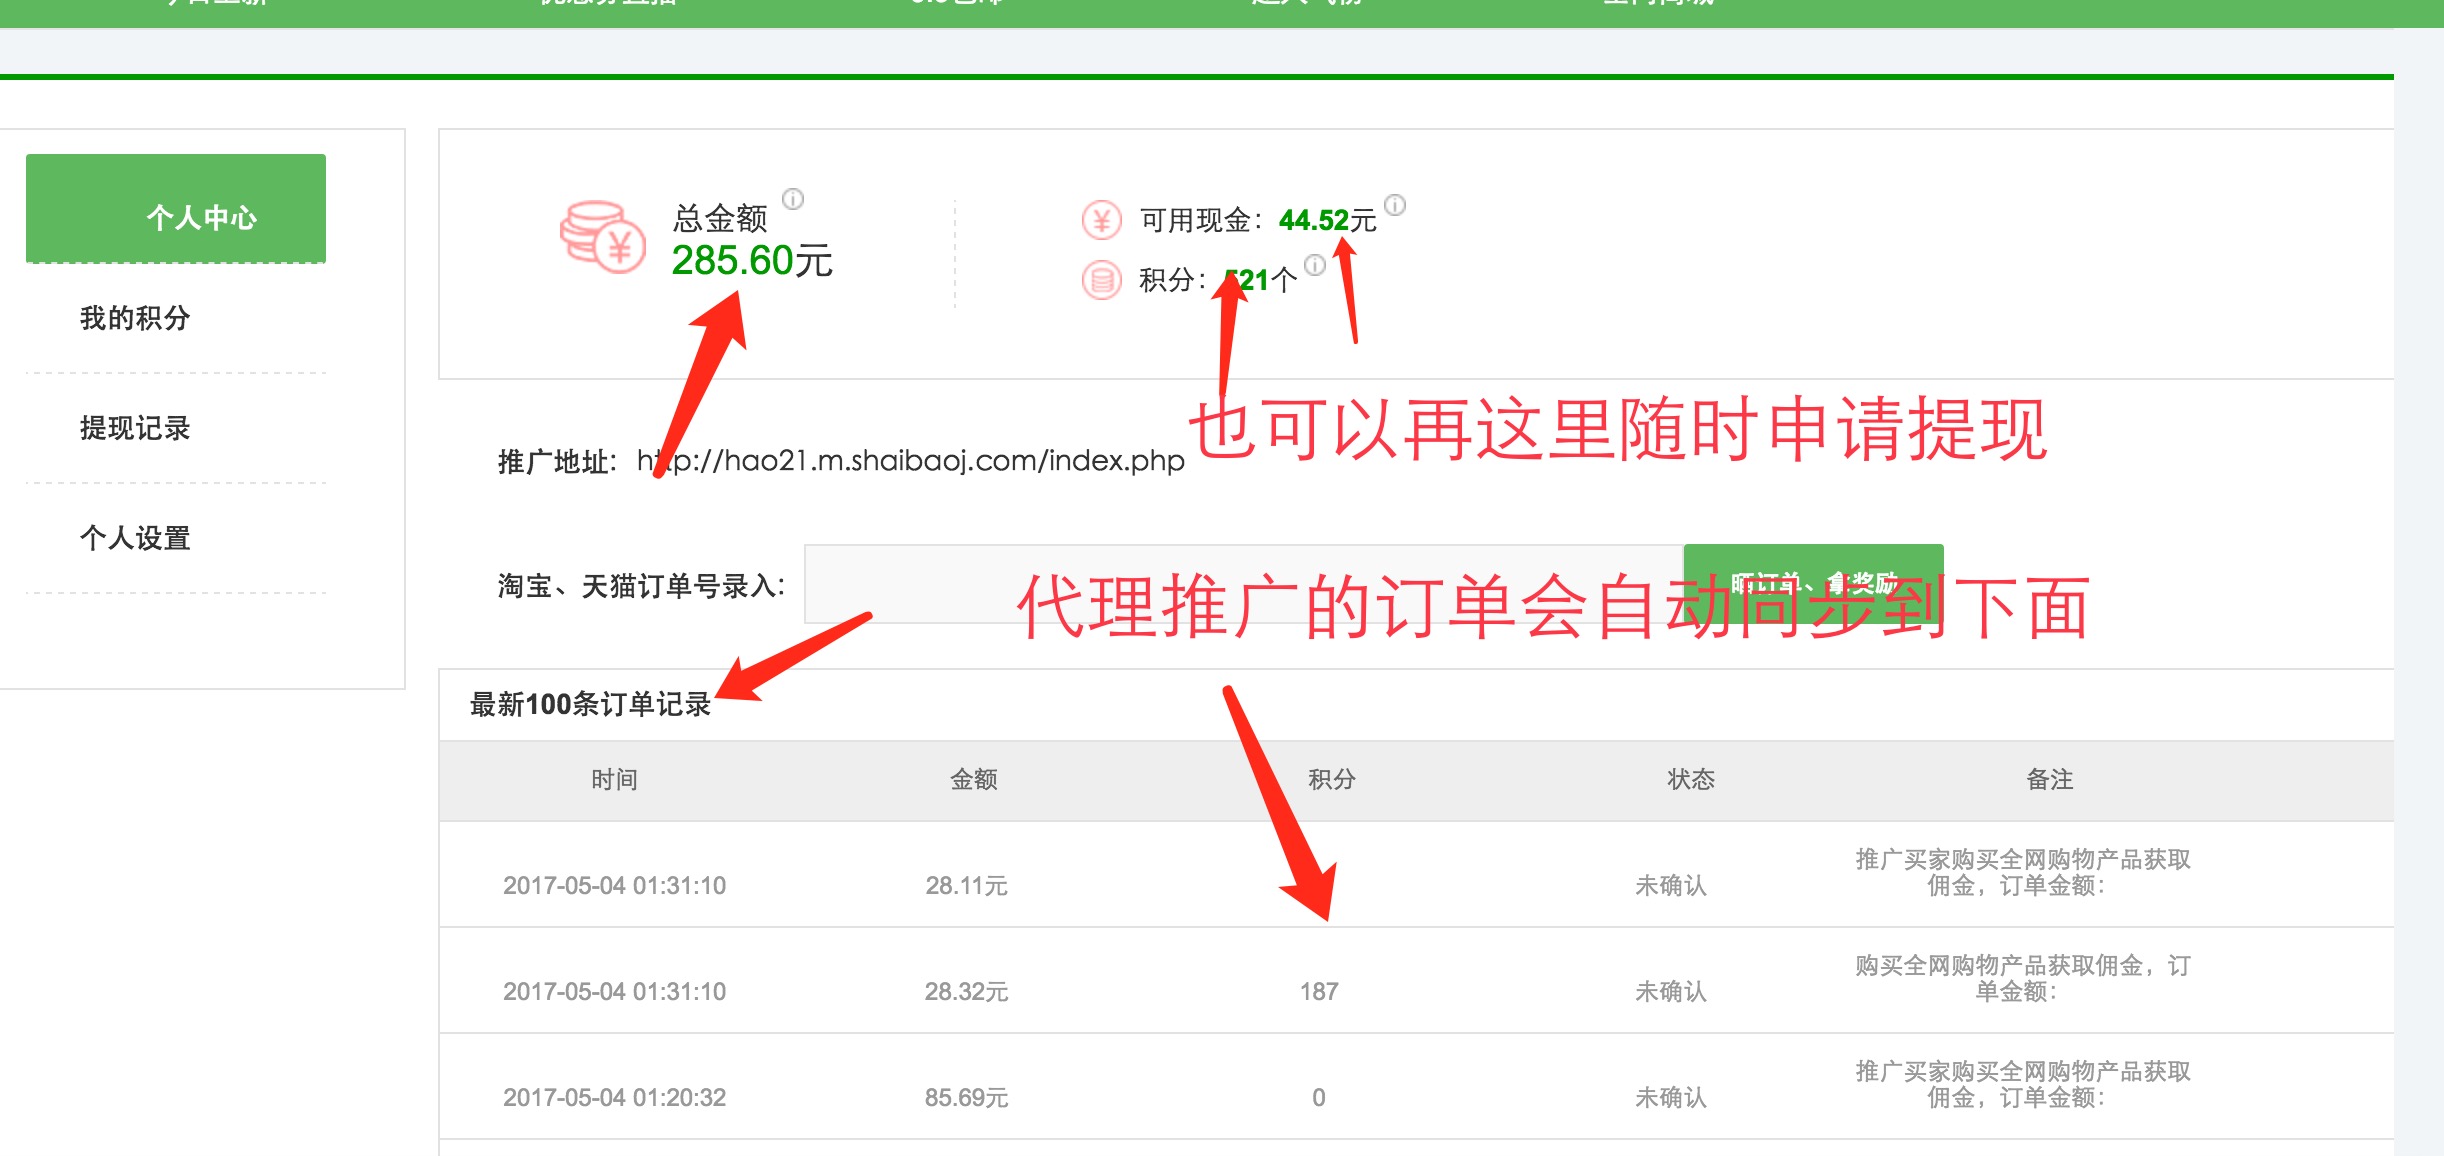 个人中心
我的积分
提现记录
个人设置
总金额
285.60元
可用现金：44.52元
积分：521个
也可以再这里随时申请提现
推广地址： http://hao21.m.shaibaoj.com/index.php
淘宝、天猫订单号录入：
晒订单、拿奖励
代理推广的订单会自动同步到下面
最新100条订单记录
时间 金额 积分 状态 备注
2017-05-04 01:31:10 28.11元 未确认 推广买家购买全网购物产品获取
佣金，订单金额：
2017-05-04 01:31:10 28.32元 187 未确认 购买全网购物产品获取佣金，订
单金额：
2017-05-04 01:20:32 85.69元 0 未确认 推广买家购买全网购物产品获取
佣金，订单金额：